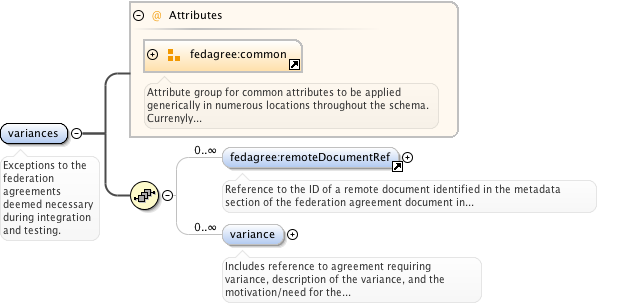 @ Attributes
fedagree:common
Attribute group for common attributes to be applied
generically in numerous locations throughout the schema.
Currenyly...
variances
Exceptions to the
federation
agreements
deemed necessary
during integration
and testing.
0..∞
fedagree:remoteDocumentRef
Reference to the ID of a remote document identified in the metadata
section of the federation agreement document in...
0..∞
variance
Includes reference to agreement requiring
variance, description of the variance, and the
motivation/need for the...